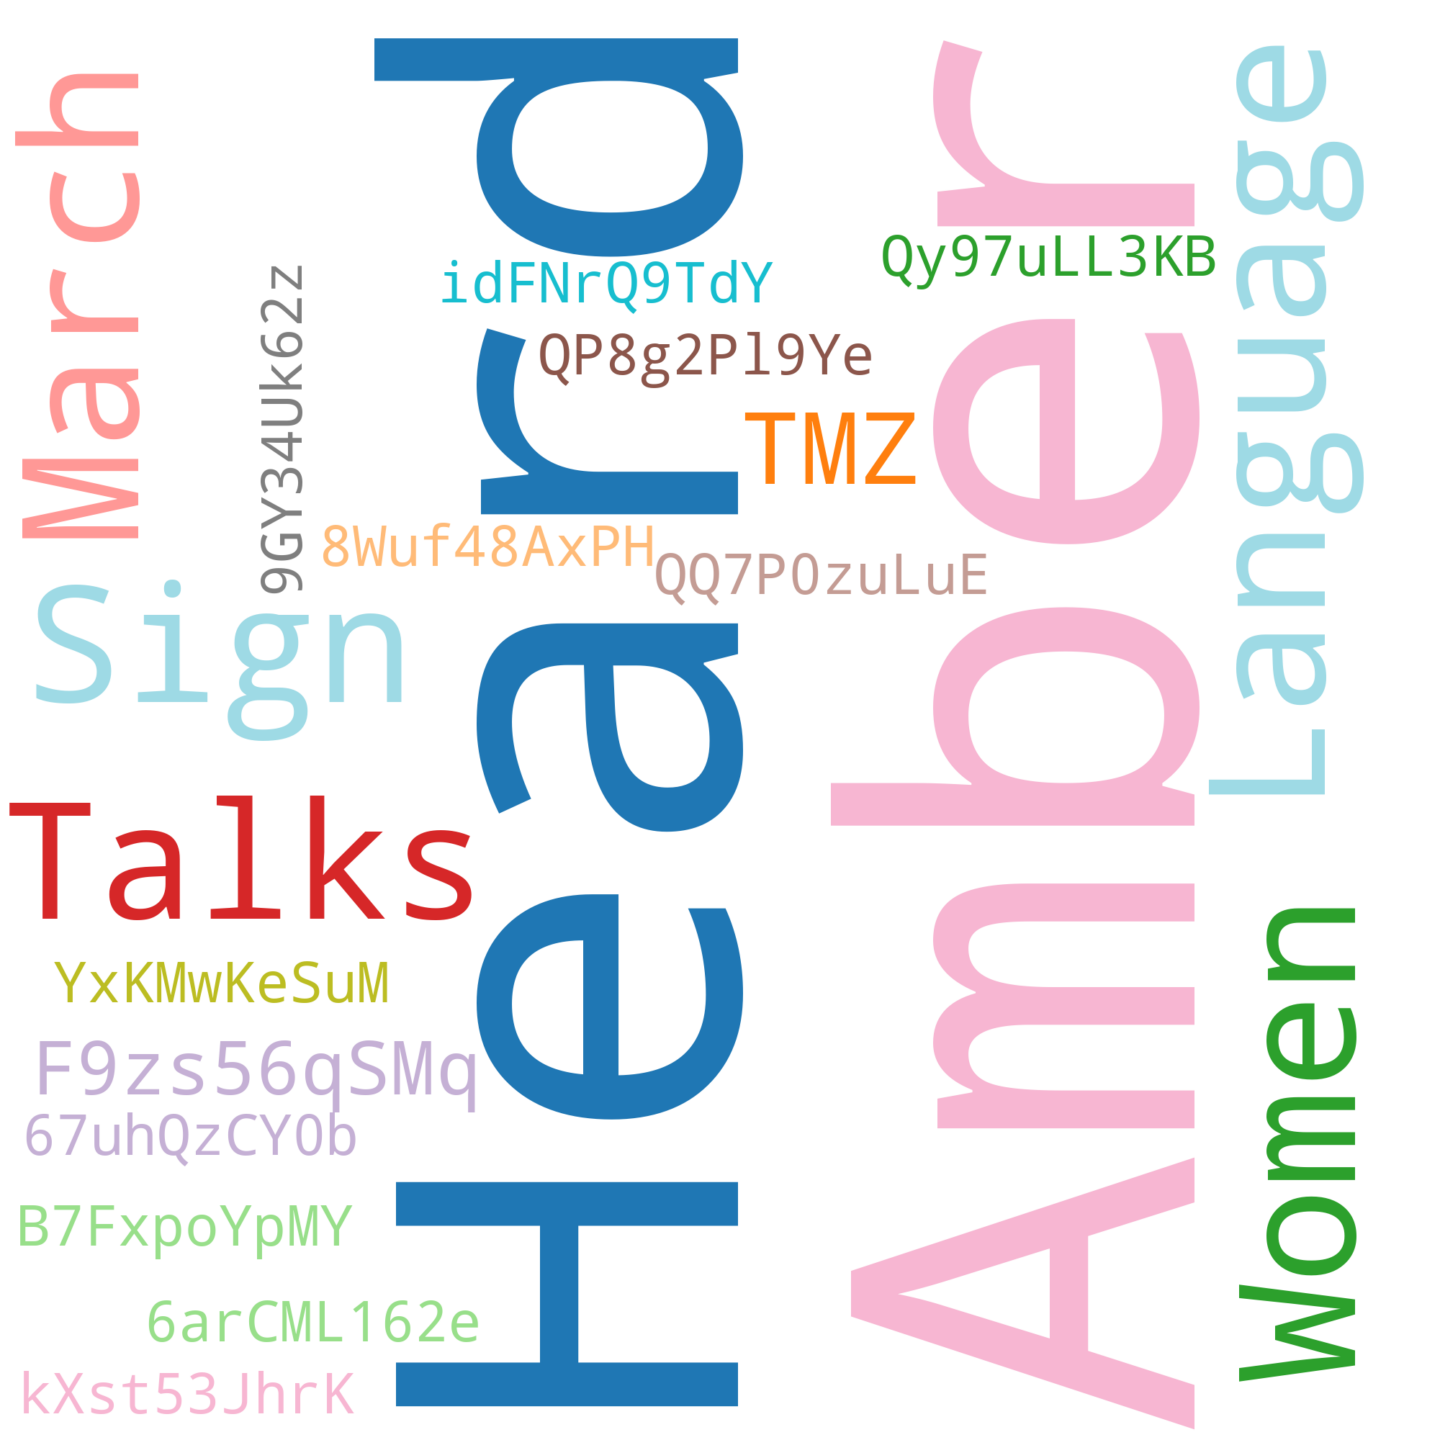 March
Heard
Amber
Language
Qy97uLL3KB
idFNrQ9TdY
9GY34Uk62z
QP8g2Pl9Ye
TMZ
8Wuf48AxPH
QQ7P0zuLuE
Sign
Talks
Women
YxKMwKeSuM
F9zs56qSMq
67uhQzCY0b
B7FxpoYpMY
6arCML162e
kXst53JhrK